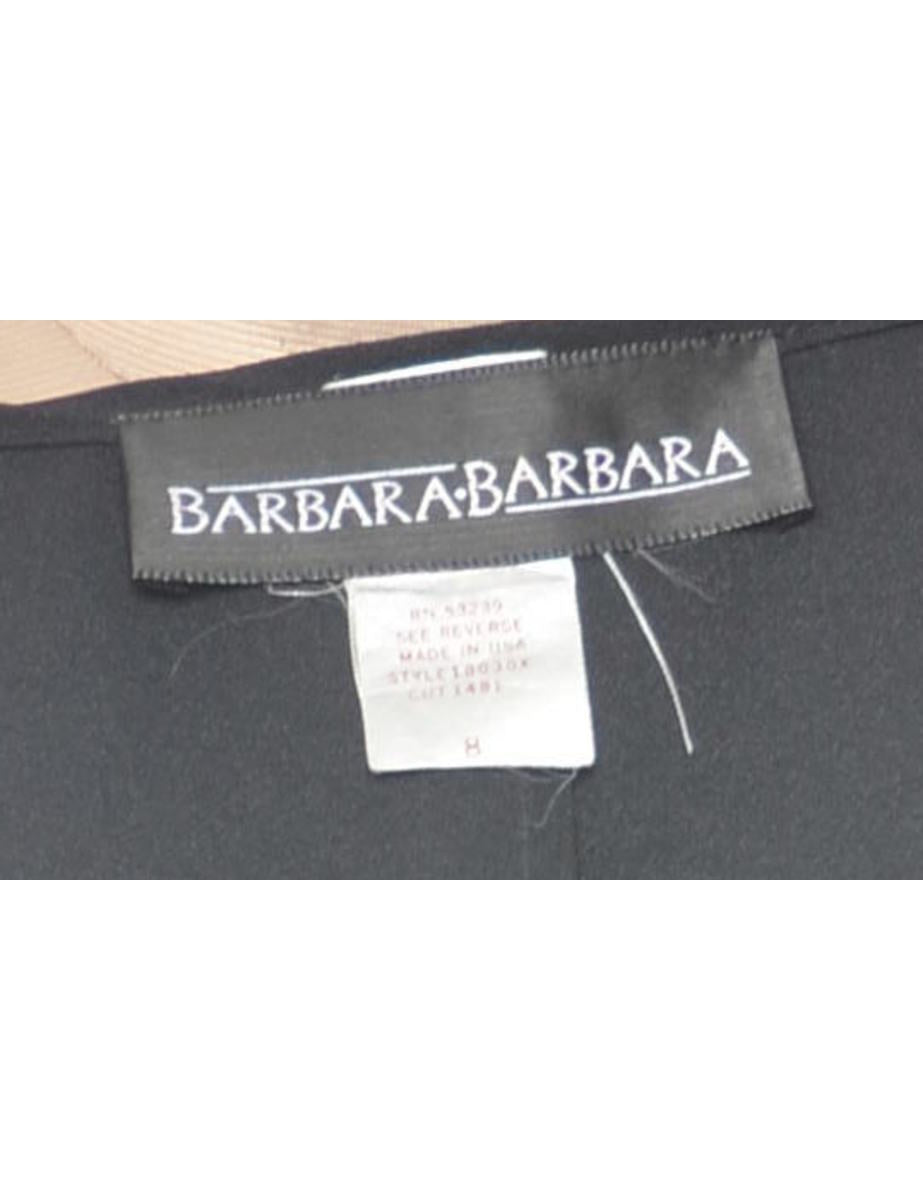 BARBARA·BARBARA
RN 53239
SEE REVERSE
MADE IN USA
STYLE 18030X
CUT 1481
8